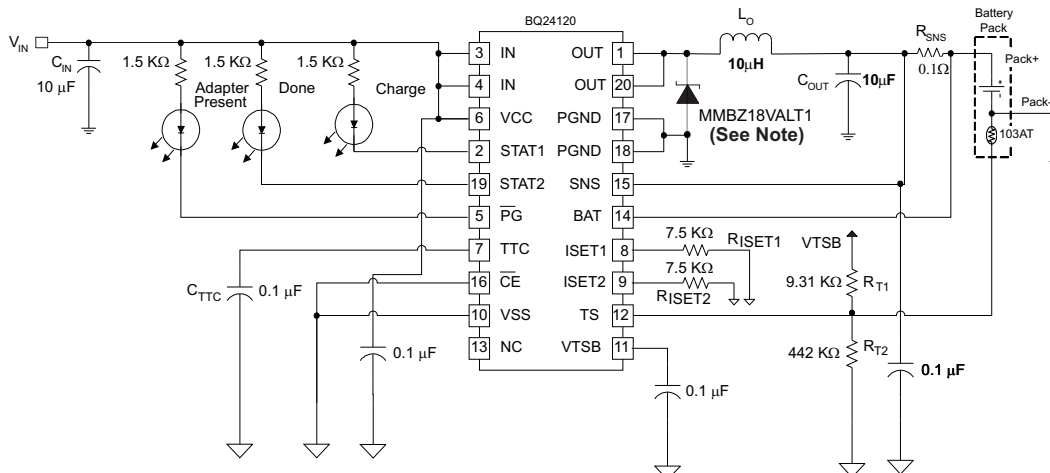 BQ24120
V_IN
C_IN
10 μF
1.5 KΩ
1.5 KΩ
1.5 KΩ
Adapter
Present
Done
Charge
3 IN
4 IN
6 VCC
2 STAT1
19 STAT2
5 PG
7 TTC
16 CE
10 VSS
13 NC
OUT 1
OUT 20
PGND 17
PGND 18
SNS 15
BAT 14
ISET1 8
ISET2 9
TS 12
VTSB 11
L_O
10μH
MMBZ18VALT1
(See Note)
C_OUT
10μF
R_SNS
0.1Ω
Battery
Pack
Pack+
+
-
Pack-
103AT
7.5 KΩ
R_ISET1
7.5 KΩ
R_ISET2
VTSB
9.31 KΩ
R_T1
442 KΩ
R_T2
C_TTC
0.1 μF
0.1 μF
0.1 μF
0.1 μF